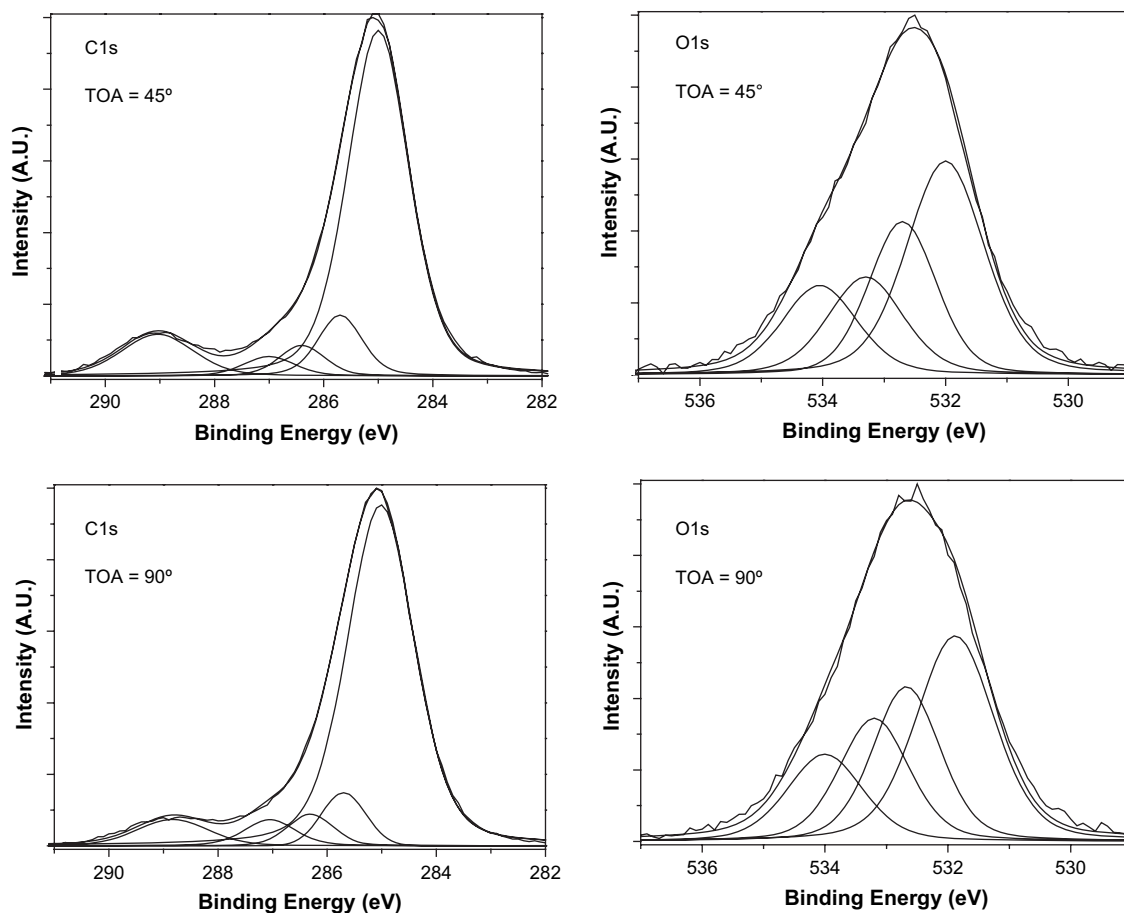 C1s
TOA = 45º
Intensity (A.U.)
290 288 286 284 282
Binding Energy (eV)
O1s
TOA = 45°
Intensity (A.U.)
536 534 532 530
Binding Energy (eV)
C1s
TOA = 90º
Intensity (A.U.)
290 288 286 284 282
Binding Energy (eV)
O1s
TOA = 90º
Intensity (A.U.)
536 534 532 530
Binding Energy (eV)